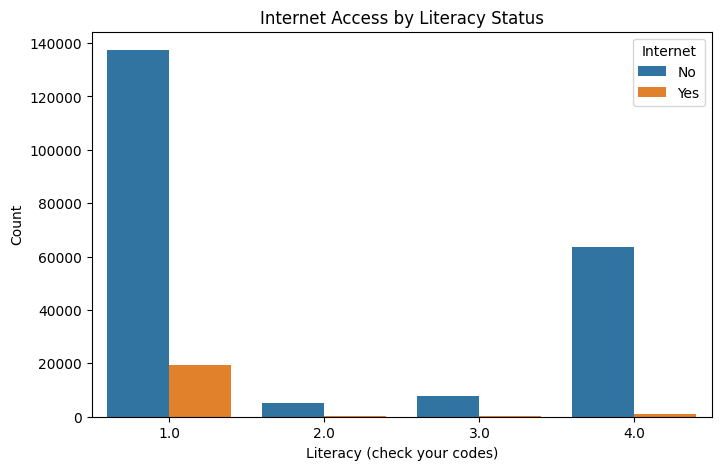 Internet Access by Literacy Status
Internet
No
Yes
Count
140000
120000
100000
80000
60000
40000
20000
0
1.0 2.0 3.0 4.0
Literacy (check your codes)